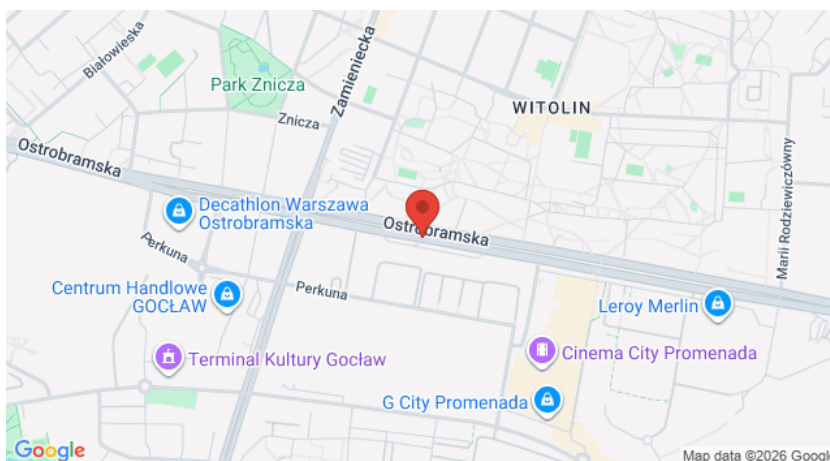 Białowieska
Park Znicza
Zamieniecka
Znicza
WITOLIN
Ostrobramska
Marii Rodziewiczówny
Decathlon Warszawa
Ostrobramska
Ostrobramska
Perkuna
Centrum Handlowe
GOCŁAW
Perkuna
Leroy Merlin
Terminal Kultury Gocław
Cinema City Promenada
G City Promenada
Google
Map data ©2026 Google